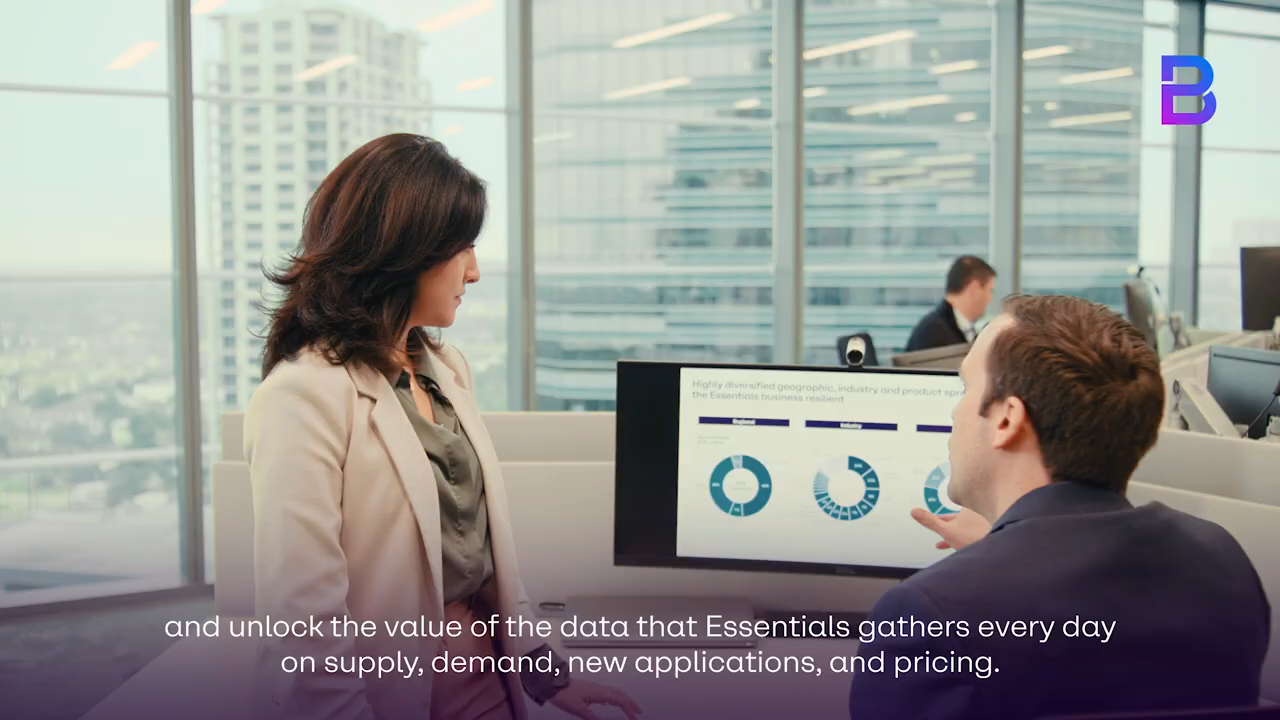 B
Highly diversified geographic, industry and product
the Essentials business resilient
Regional
Industry
and unlock the value of the data that Essentials gathers every day
on supply, demand, new applications, and pricing.